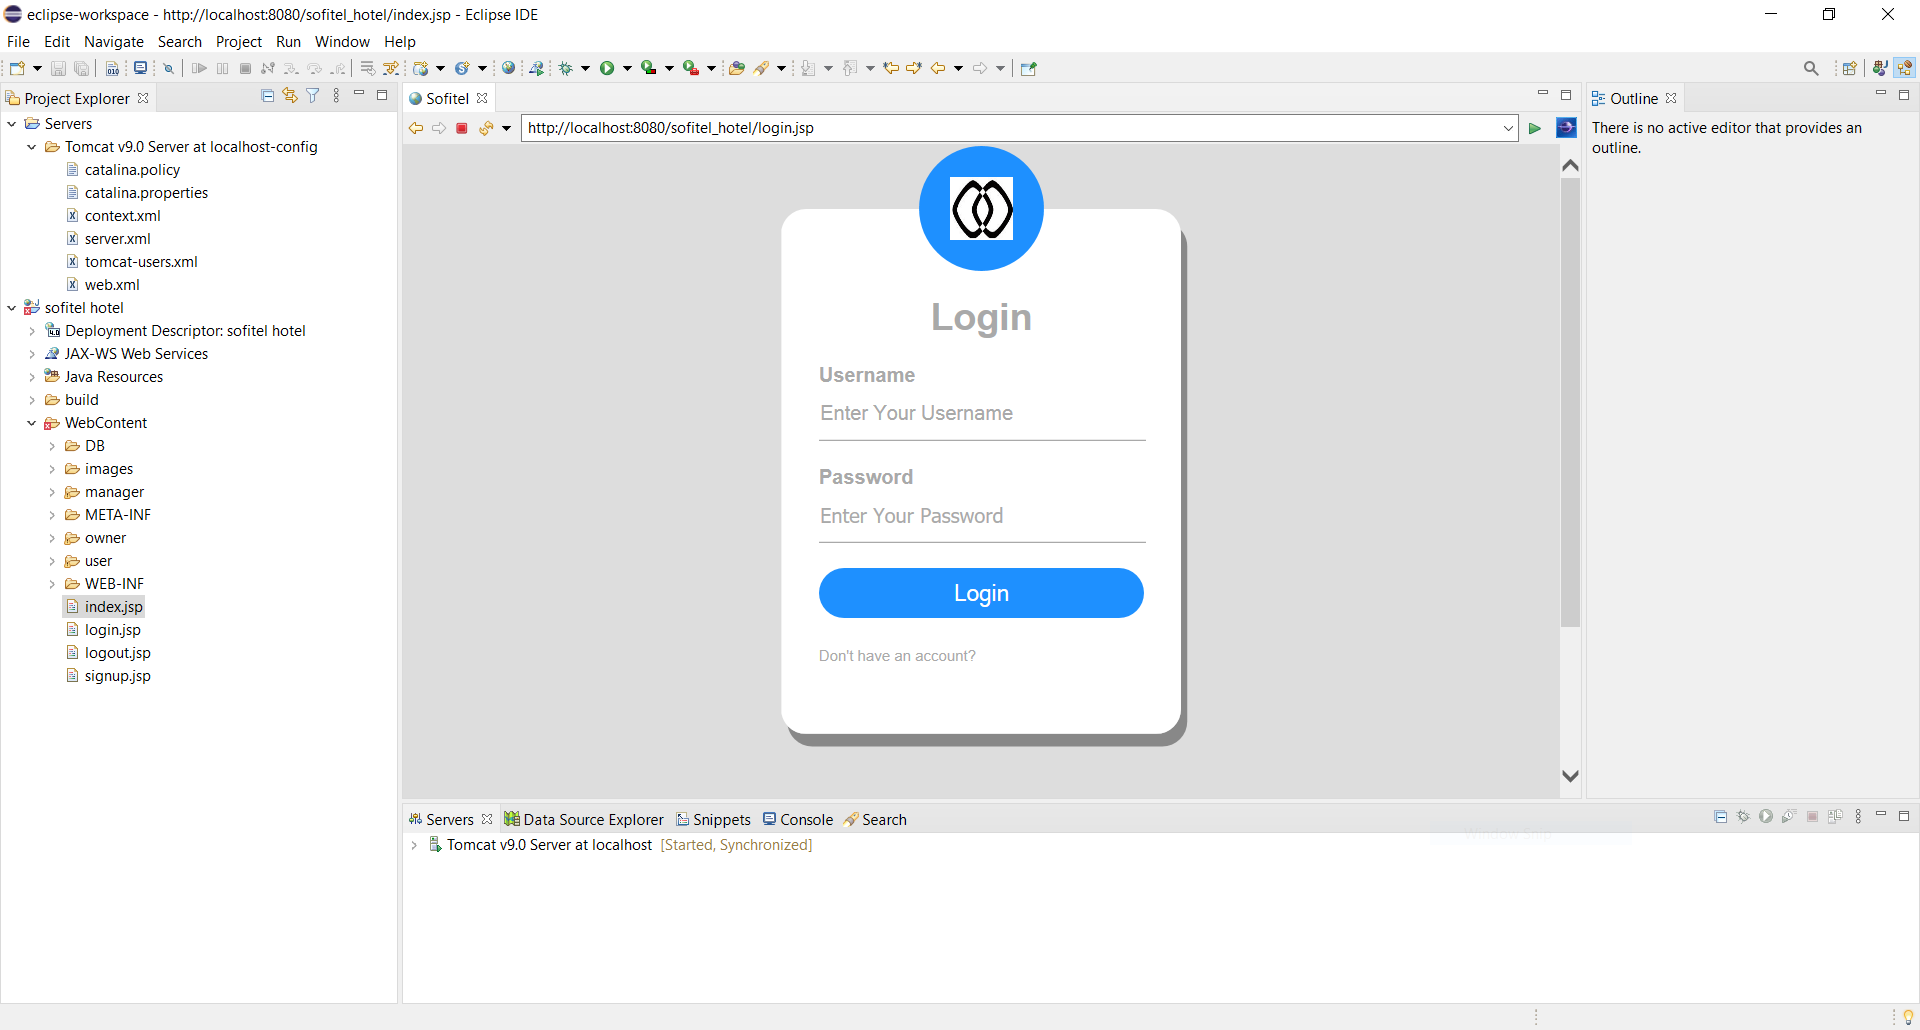 eclipse-workspace - http://localhost:8080/sofitel_hotel/index.jsp - Eclipse IDE
File Edit Navigate Search Project Run Window Help
Project Explorer
Servers
Tomcat v9.0 Server at localhost-config
catalina.policy
catalina.properties
context.xml
server.xml
tomcat-users.xml
web.xml
sofitel hotel
Deployment Descriptor: sofitel hotel
JAX-WS Web Services
Java Resources
build
WebContent
DB
images
manager
META-INF
owner
user
WEB-INF
index.jsp
login.jsp
logout.jsp
signup.jsp
Sofitel
http://localhost:8080/sofitel_hotel/login.jsp
Login
Username
Enter Your Username
Password
Enter Your Password
Login
Don't have an account?
Outline
There is no active editor that provides an
outline.
Servers Data Source Explorer Snippets Console Search
Tomcat v9.0 Server at localhost [Started, Synchronized]